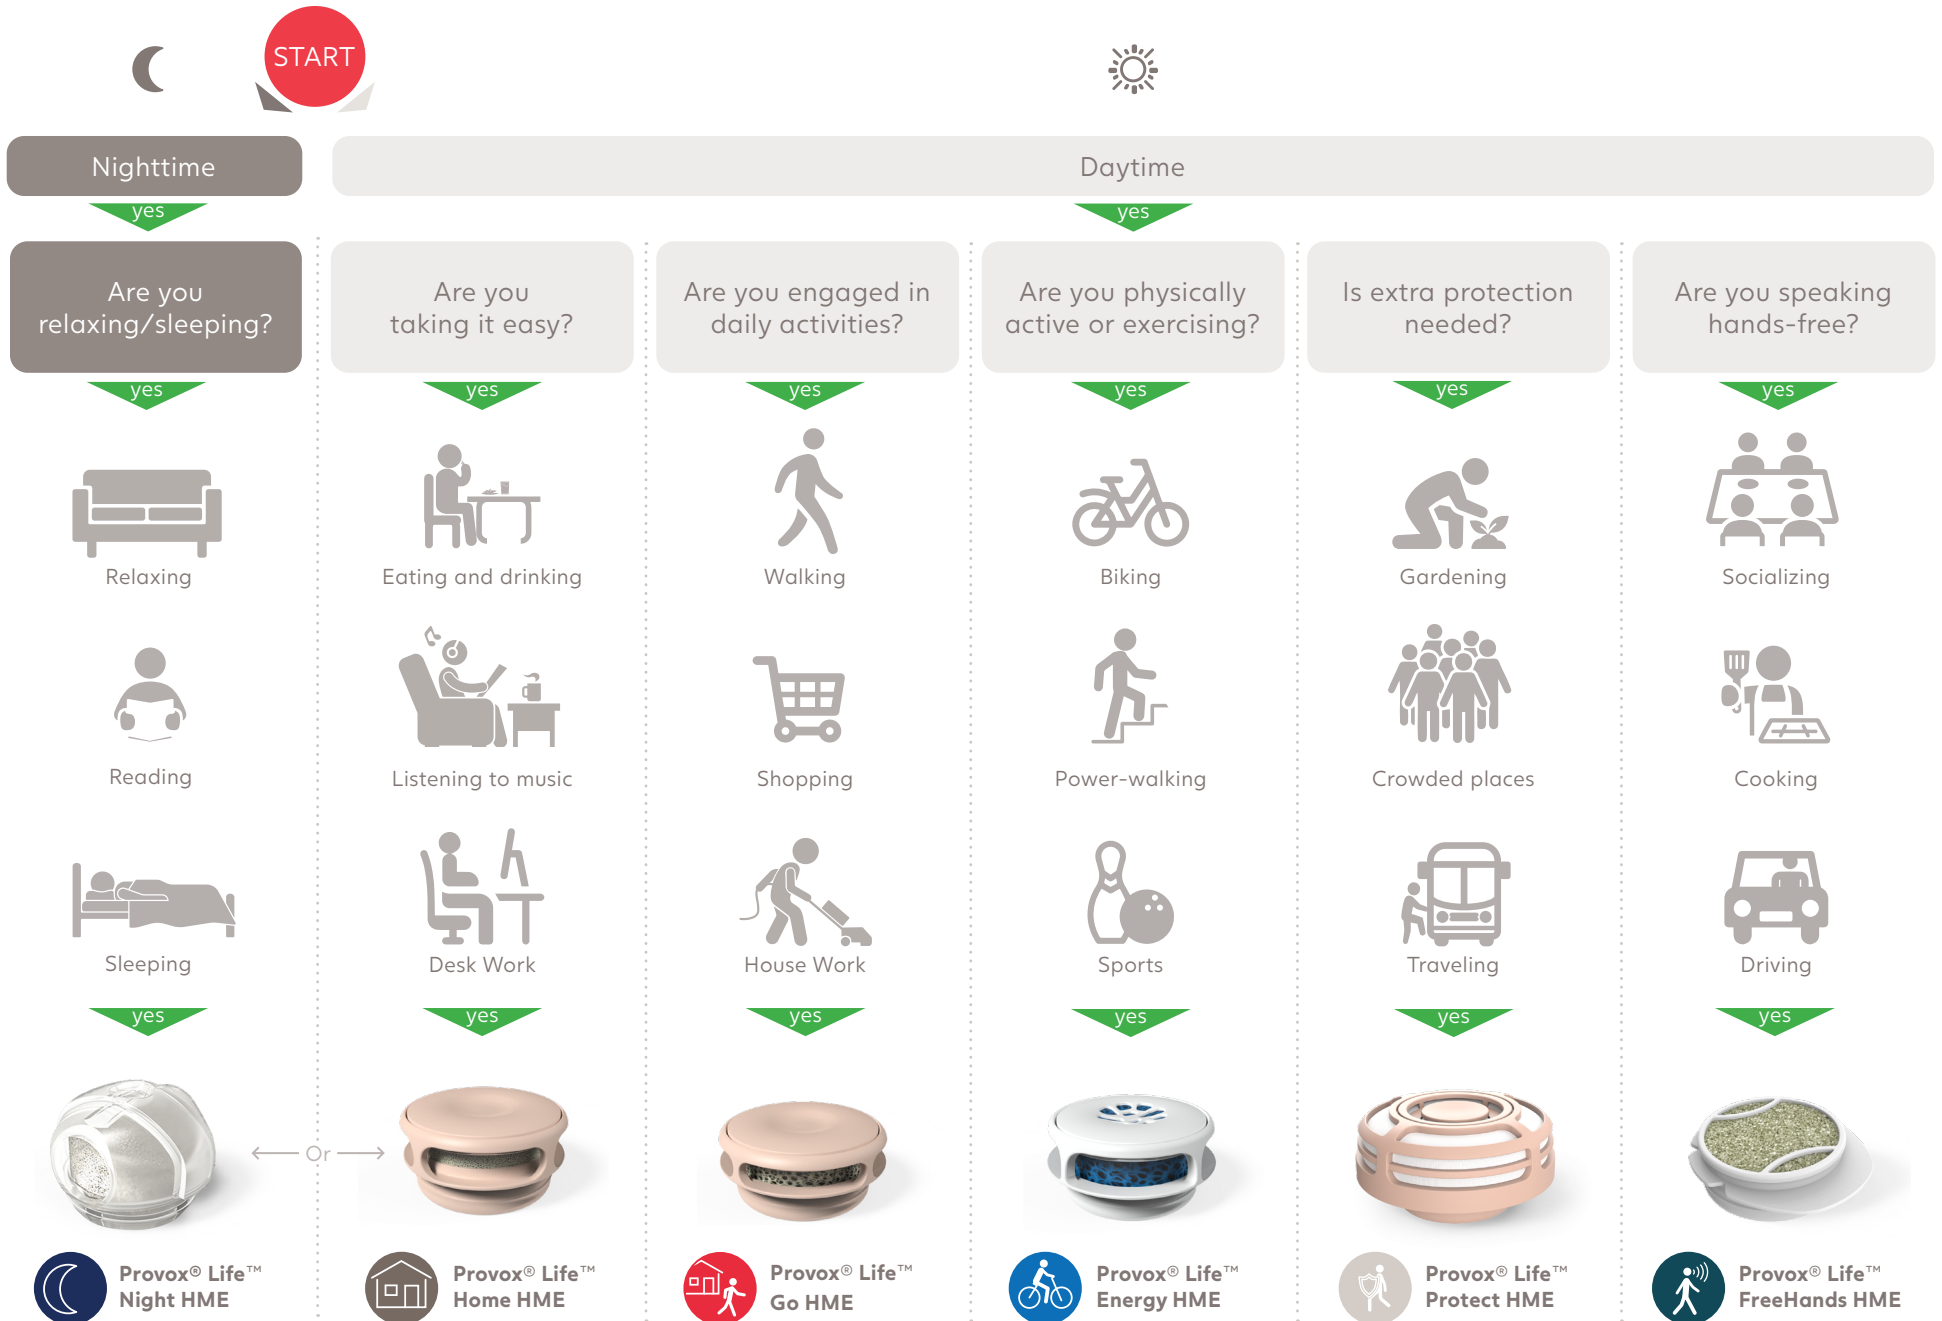 START
Nighttime
Daytime
yes
yes
Are you
relaxing/sleeping?
Are you
taking it easy?
Are you engaged in
daily activities?
Are you physically
active or exercising?
Is extra protection
needed?
Are you speaking
hands-free?
yes
yes
yes
yes
yes
yes
Relaxing
Eating and drinking
Walking
Biking
Gardening
Socializing
Reading
Listening to music
Shopping
Power-walking
Crowded places
Cooking
Sleeping
Desk Work
House Work
Sports
Traveling
Driving
yes
yes
yes
yes
yes
yes
Or
Provox® Life™
Night HME
Provox® Life™
Home HME
Provox® Life™
Go HME
Provox® Life™
Energy HME
Provox® Life™
Protect HME
Provox® Life™
FreeHands HME